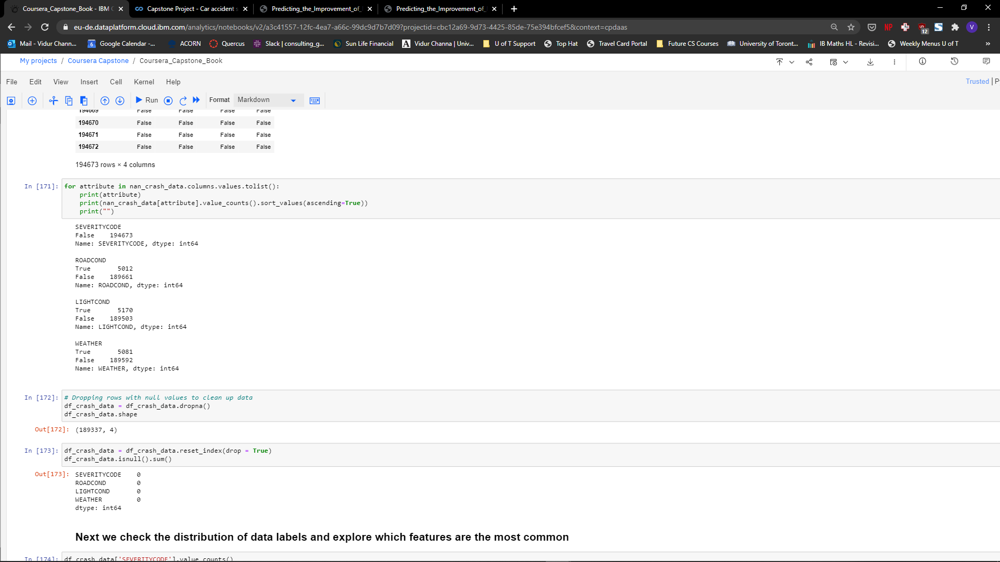 Coursera_Capstone_Book - IBM
Capstone Project - Car accident
Predicting_the_Improvement_of_
Predicting_the_Improvement_of_
eu-de.dataplatform.cloud.ibm.com/analytics/notebooks/v2/a3c41557-12fc-4ea7-a66c-99dc9d7b7d09?projectid=cbc12a69-9d73-4425-85de-75e394bfcef5&context=cpdaas
NP
12
V
Mail - Vidur Chann...
6 Google Calendar -...
ACORN
Quercus
Slack | consulting_g...
Sun Life Financial
A Vidur Channa | Univ...
U of T Support
Top Hat
Travel Card Portal
Future CS Courses
University of Toront...
IB Maths HL - Revisi...
Weekly Menus U of T
»
My projects / Coursera Capstone / Coursera_Capstone_Book
File Edit View Insert Cell Kernel Help
Trusted | P
Run Format Markdown
194669 False False False False
194670 False False False False
194671 False False False False
194672 False False False False
194673 rows × 4 columns
In [171]: for attribute in nan_crash_data.columns.values.tolist():
print(attribute)
print(nan_crash_data[attribute].value_counts().sort_values(ascending=True))
print("")
SEVERITYCODE
False 194673
Name: SEVERITYCODE, dtype: int64
ROADCOND
True 5012
False 189661
Name: ROADCOND, dtype: int64
LIGHTCOND
True 5170
False 189503
Name: LIGHTCOND, dtype: int64
WEATHER
True 5081
False 189592
Name: WEATHER, dtype: int64
In [172]: # Dropping rows with null values to clean up data
df_crash_data = df_crash_data.dropna()
df_crash_data.shape
Out[172]: (189337, 4)
In [173]: df_crash_data = df_crash_data.reset_index(drop = True)
df_crash_data.isnull().sum()
Out[173]: SEVERITYCODE 0
ROADCOND 0
LIGHTCOND 0
WEATHER 0
dtype: int64
Next we check the distribution of data labels and explore which features are the most common
In [174]: df_crash_data['SEVERITYCODE'].value_counts()